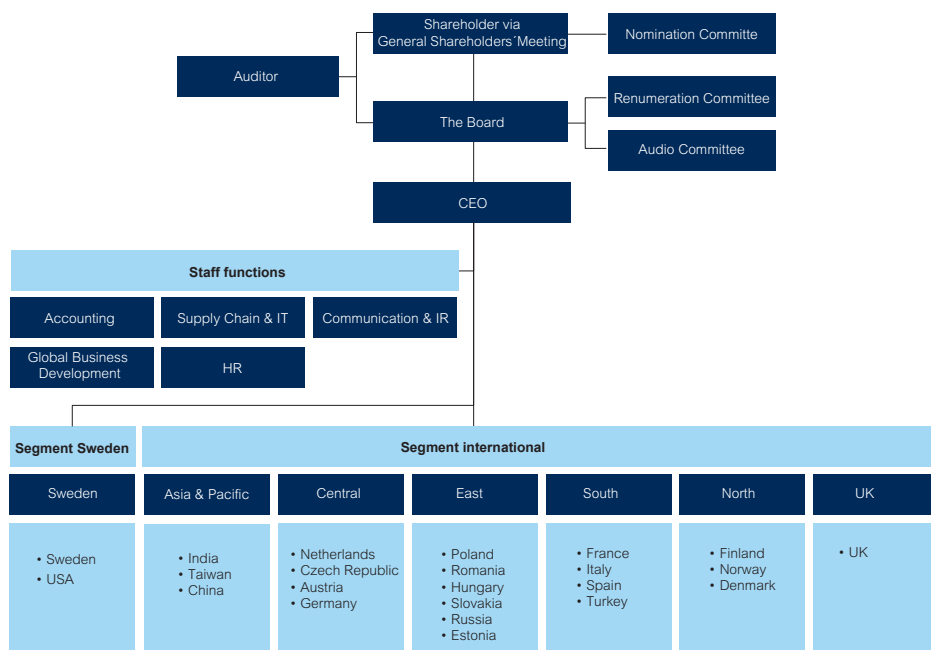 Shareholder via
General Shareholders´Meeting
Nomination Committe
Auditor
Renumeration Committee
The Board
Audio Committee
CEO
Staff functions
Accounting
Supply Chain & IT
Communication & IR
Global Business
Development
HR
Segment Sweden
Segment international
Sweden
Asia & Pacific
Central
East
South
North
UK
• Sweden
• USA
• India
• Taiwan
• China
• Netherlands
• Czech Republic
• Austria
• Germany
• Poland
• Romania
• Hungary
• Slovakia
• Russia
• Estonia
• France
• Italy
• Spain
• Turkey
• Finland
• Norway
• Denmark
• UK